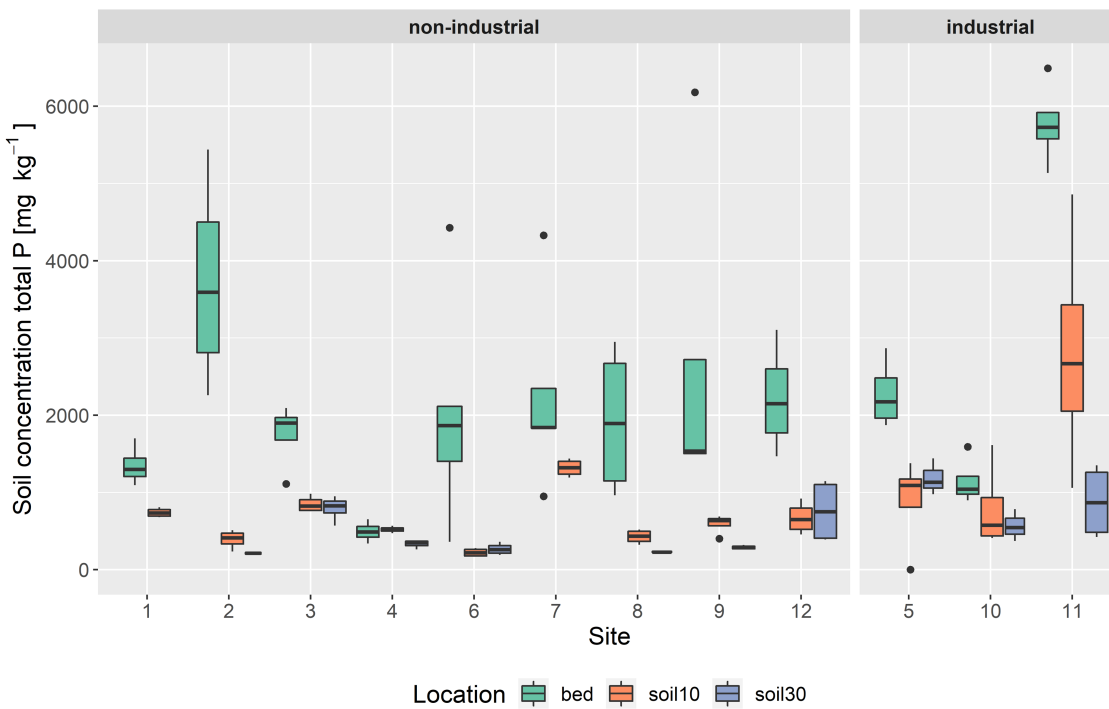 non-industrial industrial
6000
4000
2000
0
Soil concentration total P [mg kg⁻¹ ]
1 2 3 4 6 7 8 9 12 5 10 11
Site
Location bed soil10 soil30